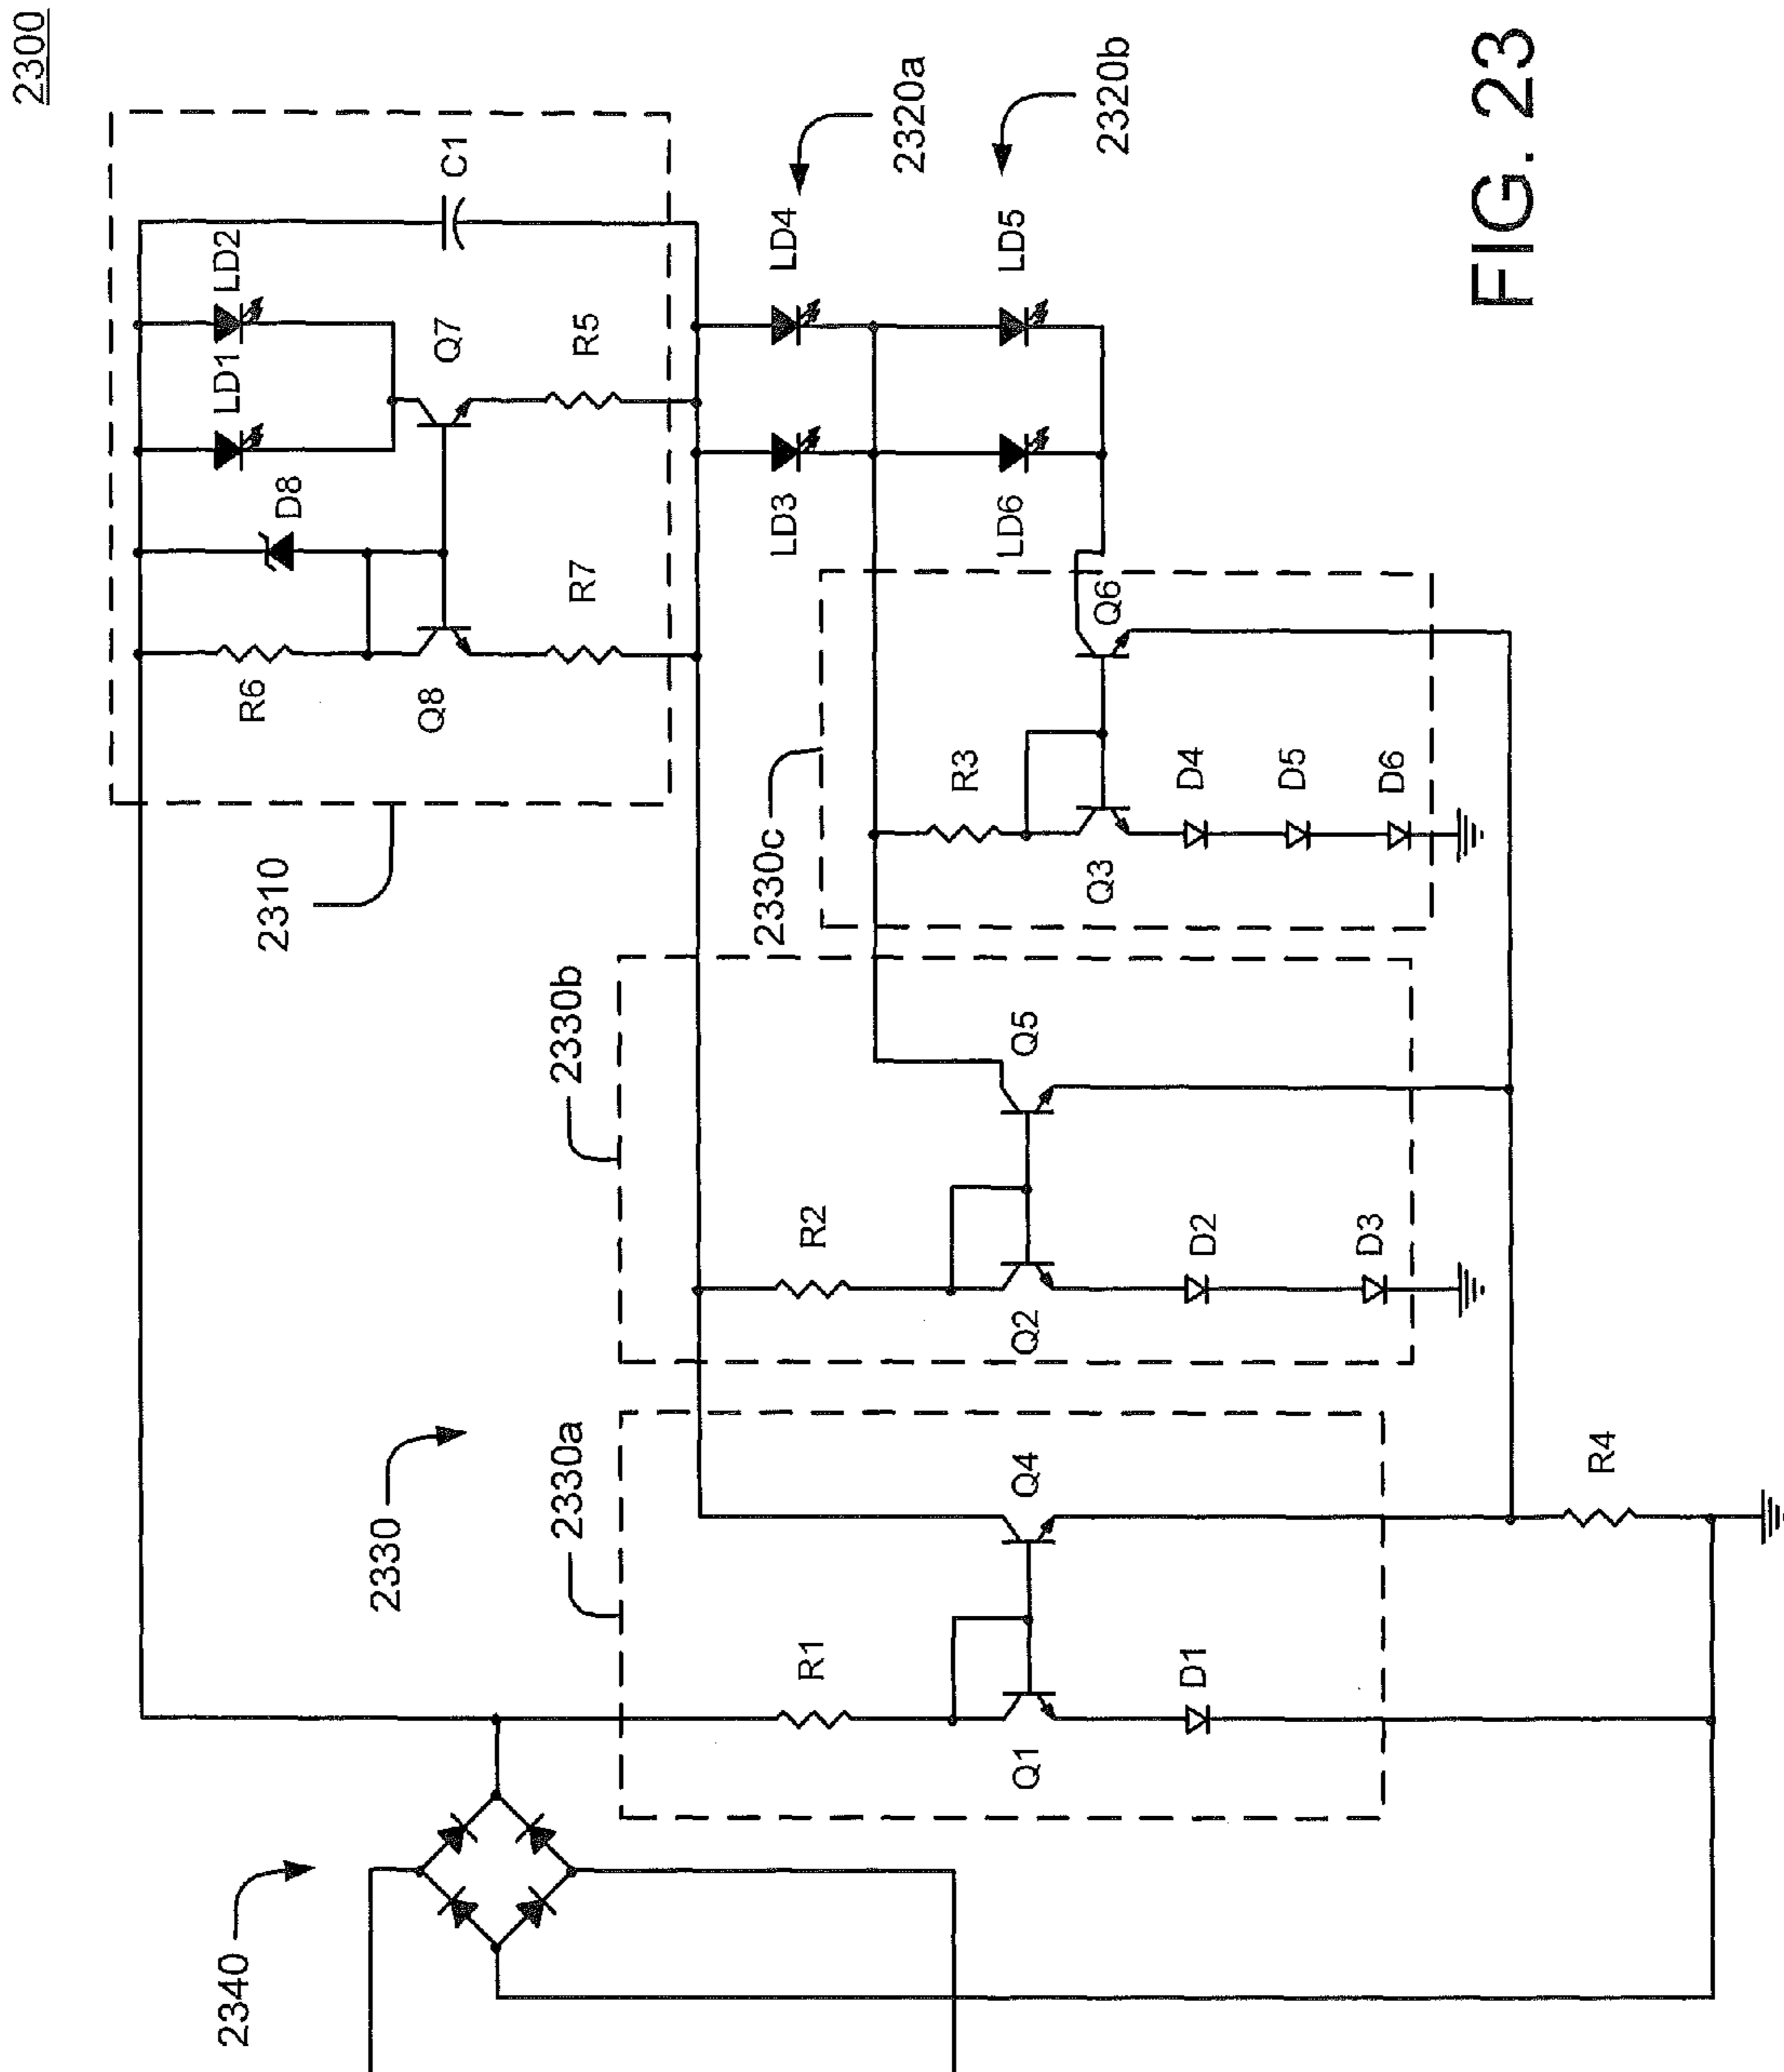 2300
C1
LD2
LD1
Q7
R5
D8
R7
R6
Q8
2310
LD4
2320a
LD3
LD5
2320b
LD6
Q6
2330c
R3
D4
D5
D6
Q3
2330b
Q5
R2
D2
D3
Q2
2330
2330a
Q4
R4
R1
D1
Q1
2340
FIG. 23